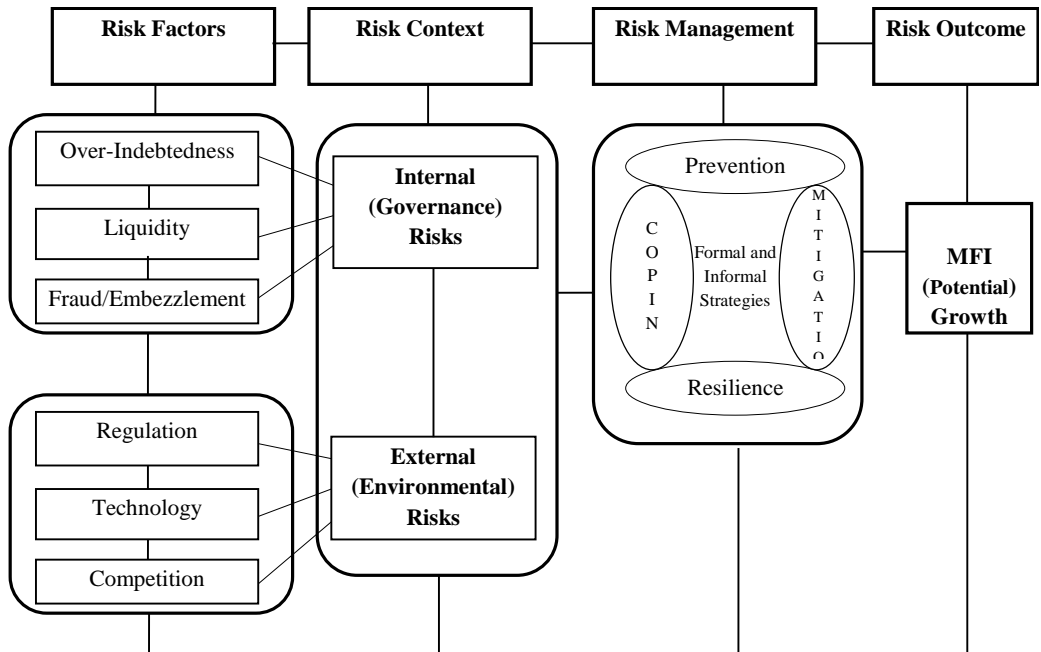 Risk Factors
Risk Context
Risk Management
Risk Outcome
Over-Indebtedness
Liquidity
Fraud/Embezzlement
Regulation
Technology
Competition
Internal
(Governance)
Risks
External
(Environmental)
Risks
Prevention
C
O
P
I
N
Formal and
Informal
Strategies
M
I
T
I
G
A
T
I
O
Resilience
MFI
(Potential)
Growth